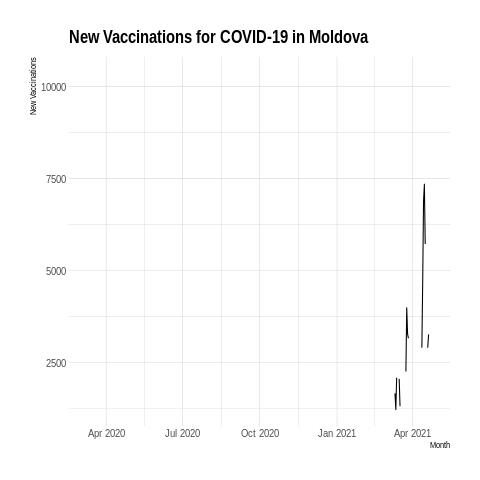 New Vaccinations for COVID-19 in Moldova
New Vaccinations
10000
7500
5000
2500
Apr 2020 Jul 2020 Oct 2020 Jan 2021 Apr 2021
Month